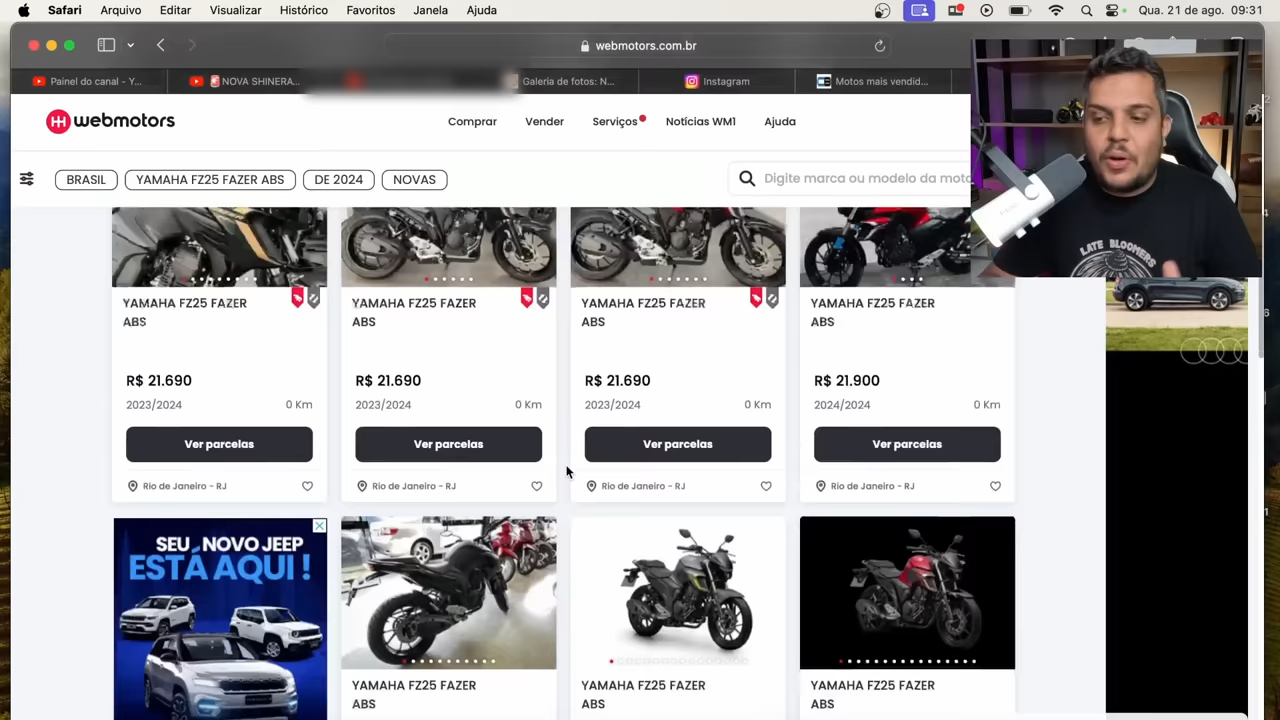 Safari Arquivo Editar Visualizar Histórico Favoritos Janela Ajuda Qua. 21 de ago. 09:31
webmotors.com.br
Painel do canal - Y... NOVA SHINERA... Galeria de fotos: N... Instagram Motos mais vendid...
webmotors Comprar Vender Serviços Notícias WM1 Ajuda
BRASIL YAMAHA FZ25 FAZER ABS DE 2024 NOVAS Digite marca ou modelo da moto
LATE BLOOMERS
YAMAHA FZ25 FAZER YAMAHA FZ25 FAZER YAMAHA FZ25 FAZER YAMAHA FZ25 FAZER
ABS ABS ABS ABS
R$ 21.690 R$ 21.690 R$ 21.690 R$ 21.900
2023/2024 0 Km 2023/2024 0 Km 2023/2024 0 Km 2024/2024 0 Km
Ver parcelas Ver parcelas Ver parcelas Ver parcelas
Rio de Janeiro - RJ Rio de Janeiro - RJ Rio de Janeiro - RJ Rio de Janeiro - RJ
SEU NOVO JEEP
ESTÁ AQUI !
YAMAHA FZ25 FAZER YAMAHA FZ25 FAZER YAMAHA FZ25 FAZER
ABS ABS ABS